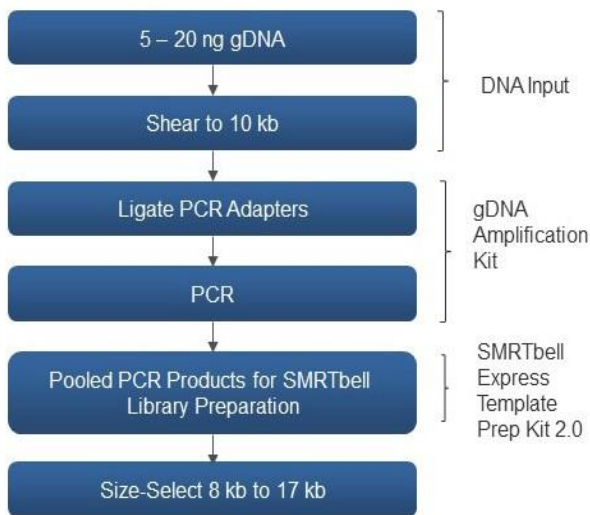 5 – 20 ng gDNA
DNA Input
Shear to 10 kb
Ligate PCR Adapters
gDNA
Amplification
Kit
PCR
Pooled PCR Products for SMRTbell
Library Preparation
SMRTbell
Express
Template
Prep Kit 2.0
Size-Select 8 kb to 17 kb